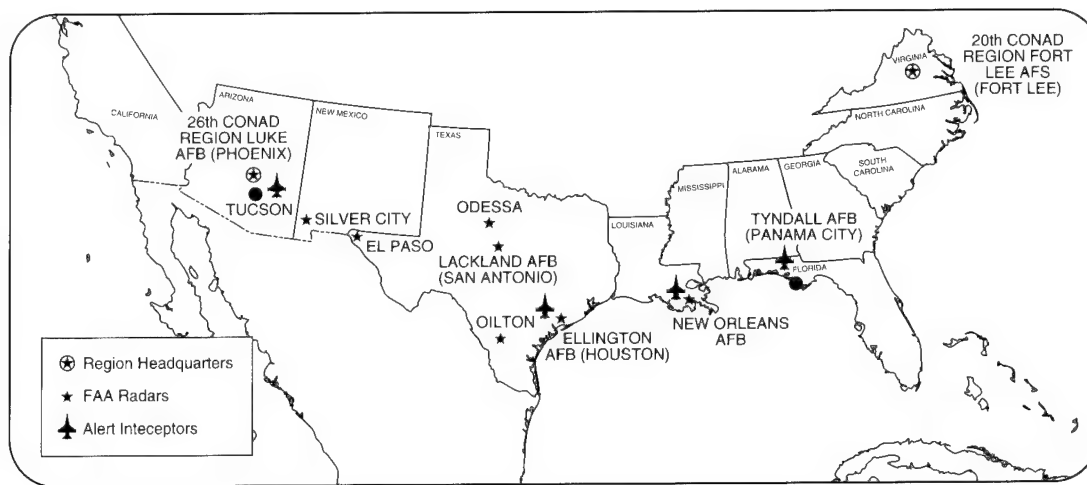 20th CONAD
REGION FORT
LEE AFS
(FORT LEE)
VIRGINIA
NORTH CAROLINA
SOUTH
CAROLINA
CALIFORNIA
ARIZONA
26th CONAD
REGION LUKE
AFB (PHOENIX)
TUCSON
NEW MEXICO
SILVER CITY
EL PASO
TEXAS
ODESSA
LACKLAND AFB
(SAN ANTONIO)
OILTON
ELLINGTON
AFB (HOUSTON)
LOUISIANA
MISSISSIPPI
ALABAMA
GEORGIA
TYNDALL AFB
(PANAMA CITY)
FLORIDA
NEW ORLEANS
AFB
Region Headquarters
FAA Radars
Alert Inteceptors